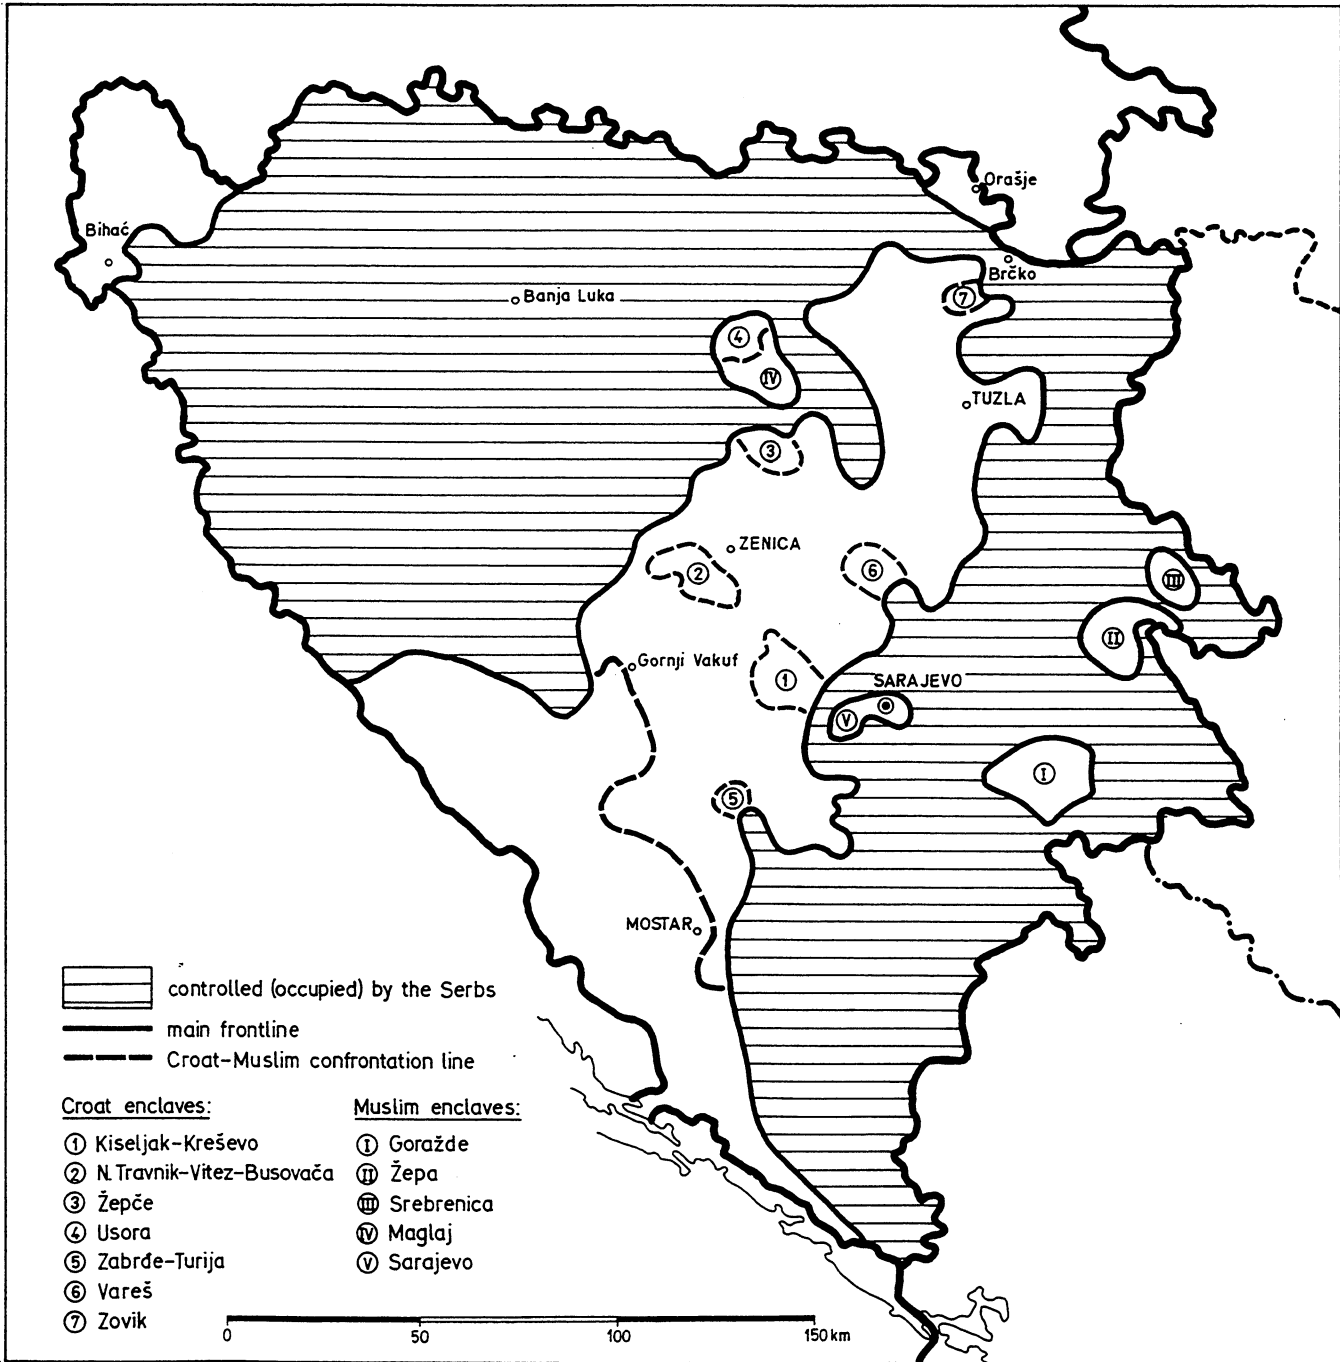 Orašje
Bihać
Brčko
Banja Luka
7
4
IV
TUZLA
3
ZENICA
2
6
III
II
Gornji Vakuf
1
SARAJEVO
V
I
5
MOSTAR
controlled (occupied) by the Serbs
main frontline
Croat-Muslim confrontation line
Croat enclaves:
1 Kiseljak-Kreševo
2 N.Travnik-Vitez-Busovača
3 Žepče
4 Usora
5 Zabrđe-Turija
6 Vareš
7 Zovik
Muslim enclaves:
I Goražde
II Žepa
III Srebrenica
IV Maglaj
V Sarajevo
0 50 100 150 km